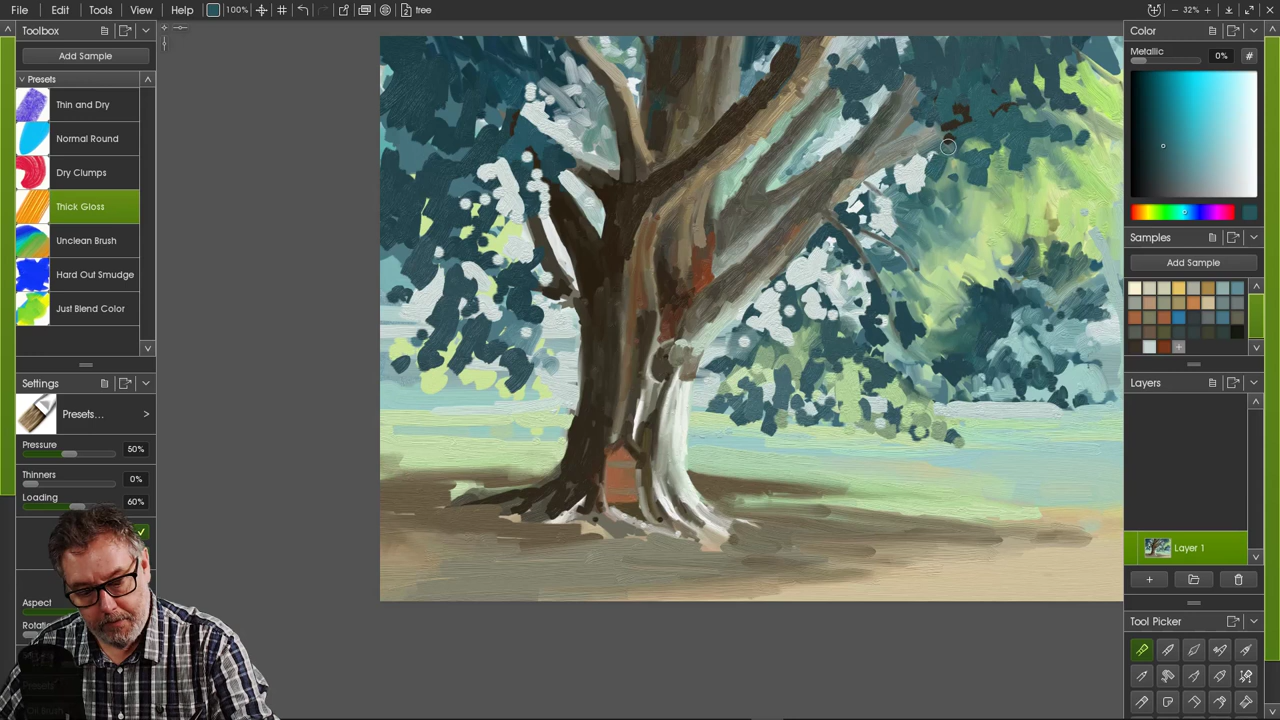 File Edit Tools View Help 100% tree 32%
Toolbox
Add Sample
Presets
Thin and Dry
Normal Round
Dry Clumps
Thick Gloss
Unclean Brush
Hard Out Smudge
Just Blend Color
Settings
Presets...
Pressure
50%
Thinners
0%
Loading
60%
Aspect
Color
Metallic
0%
#
Samples
Add Sample
Layers
Layer 1
Tool Picker